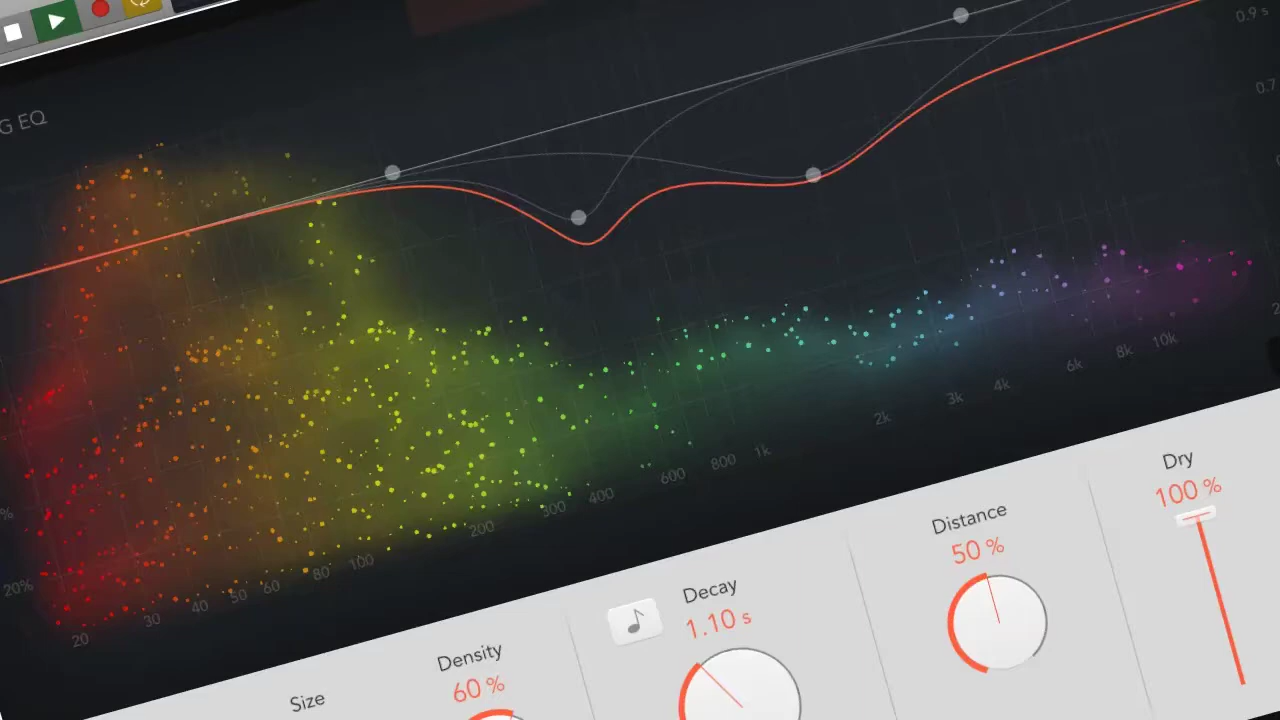 G EQ
0.9 s
0.7
20%
20
30
40
50
60
80
100
200
300
400
600
800
1k
2k
3k
4k
6k
8k
10k
Size
Density
60 %
Decay
1.10 s
Distance
50 %
Dry
100 %